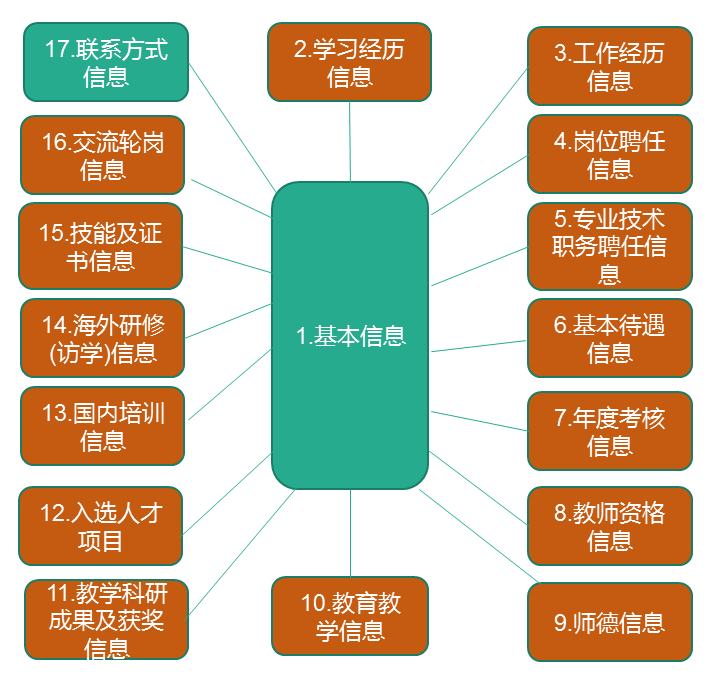 17.联系方式
信息
2.学习经历
信息
3.工作经历
信息
16.交流轮岗
信息
4.岗位聘任
信息
15.技能及证
书信息
5.专业技术
职务聘任信
息
14.海外研修
(访学)信息
1.基本信息
6.基本待遇
信息
13.国内培训
信息
7.年度考核
信息
12.入选人才
项目
8.教师资格
信息
11.教学科研
成果及获奖
信息
10.教育教
学信息
9.师德信息